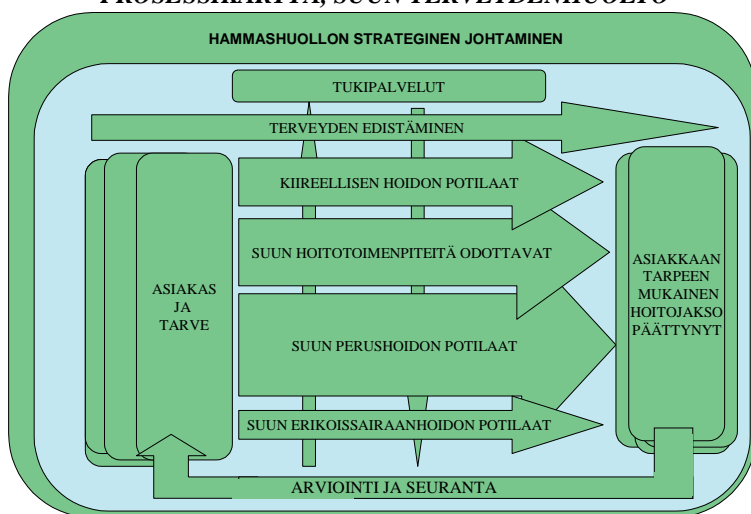 PROSESSIKARTTA, SUUN TERVEYDENHUOLTO
HAMMASHUOLLON STRATEGINEN JOHTAMINEN
TUKIPALVELUT
TERVEYDEN EDISTÄMINEN
KIIREELLISEN HOIDON POTILAAT
SUUN HOITOTOIMENPITEITÄ ODOTTAVAT
ASIAKAS
JA
TARVE
SUUN PERUSHOIDON POTILAAT
ASIAKKAAN
TARPEEN
MUKAINEN
HOITOJAKSO
PÄÄTTYNYT
SUUN ERIKOISSAIRAANHOIDON POTILAAT
ARVIOINTI JA SEURANTA